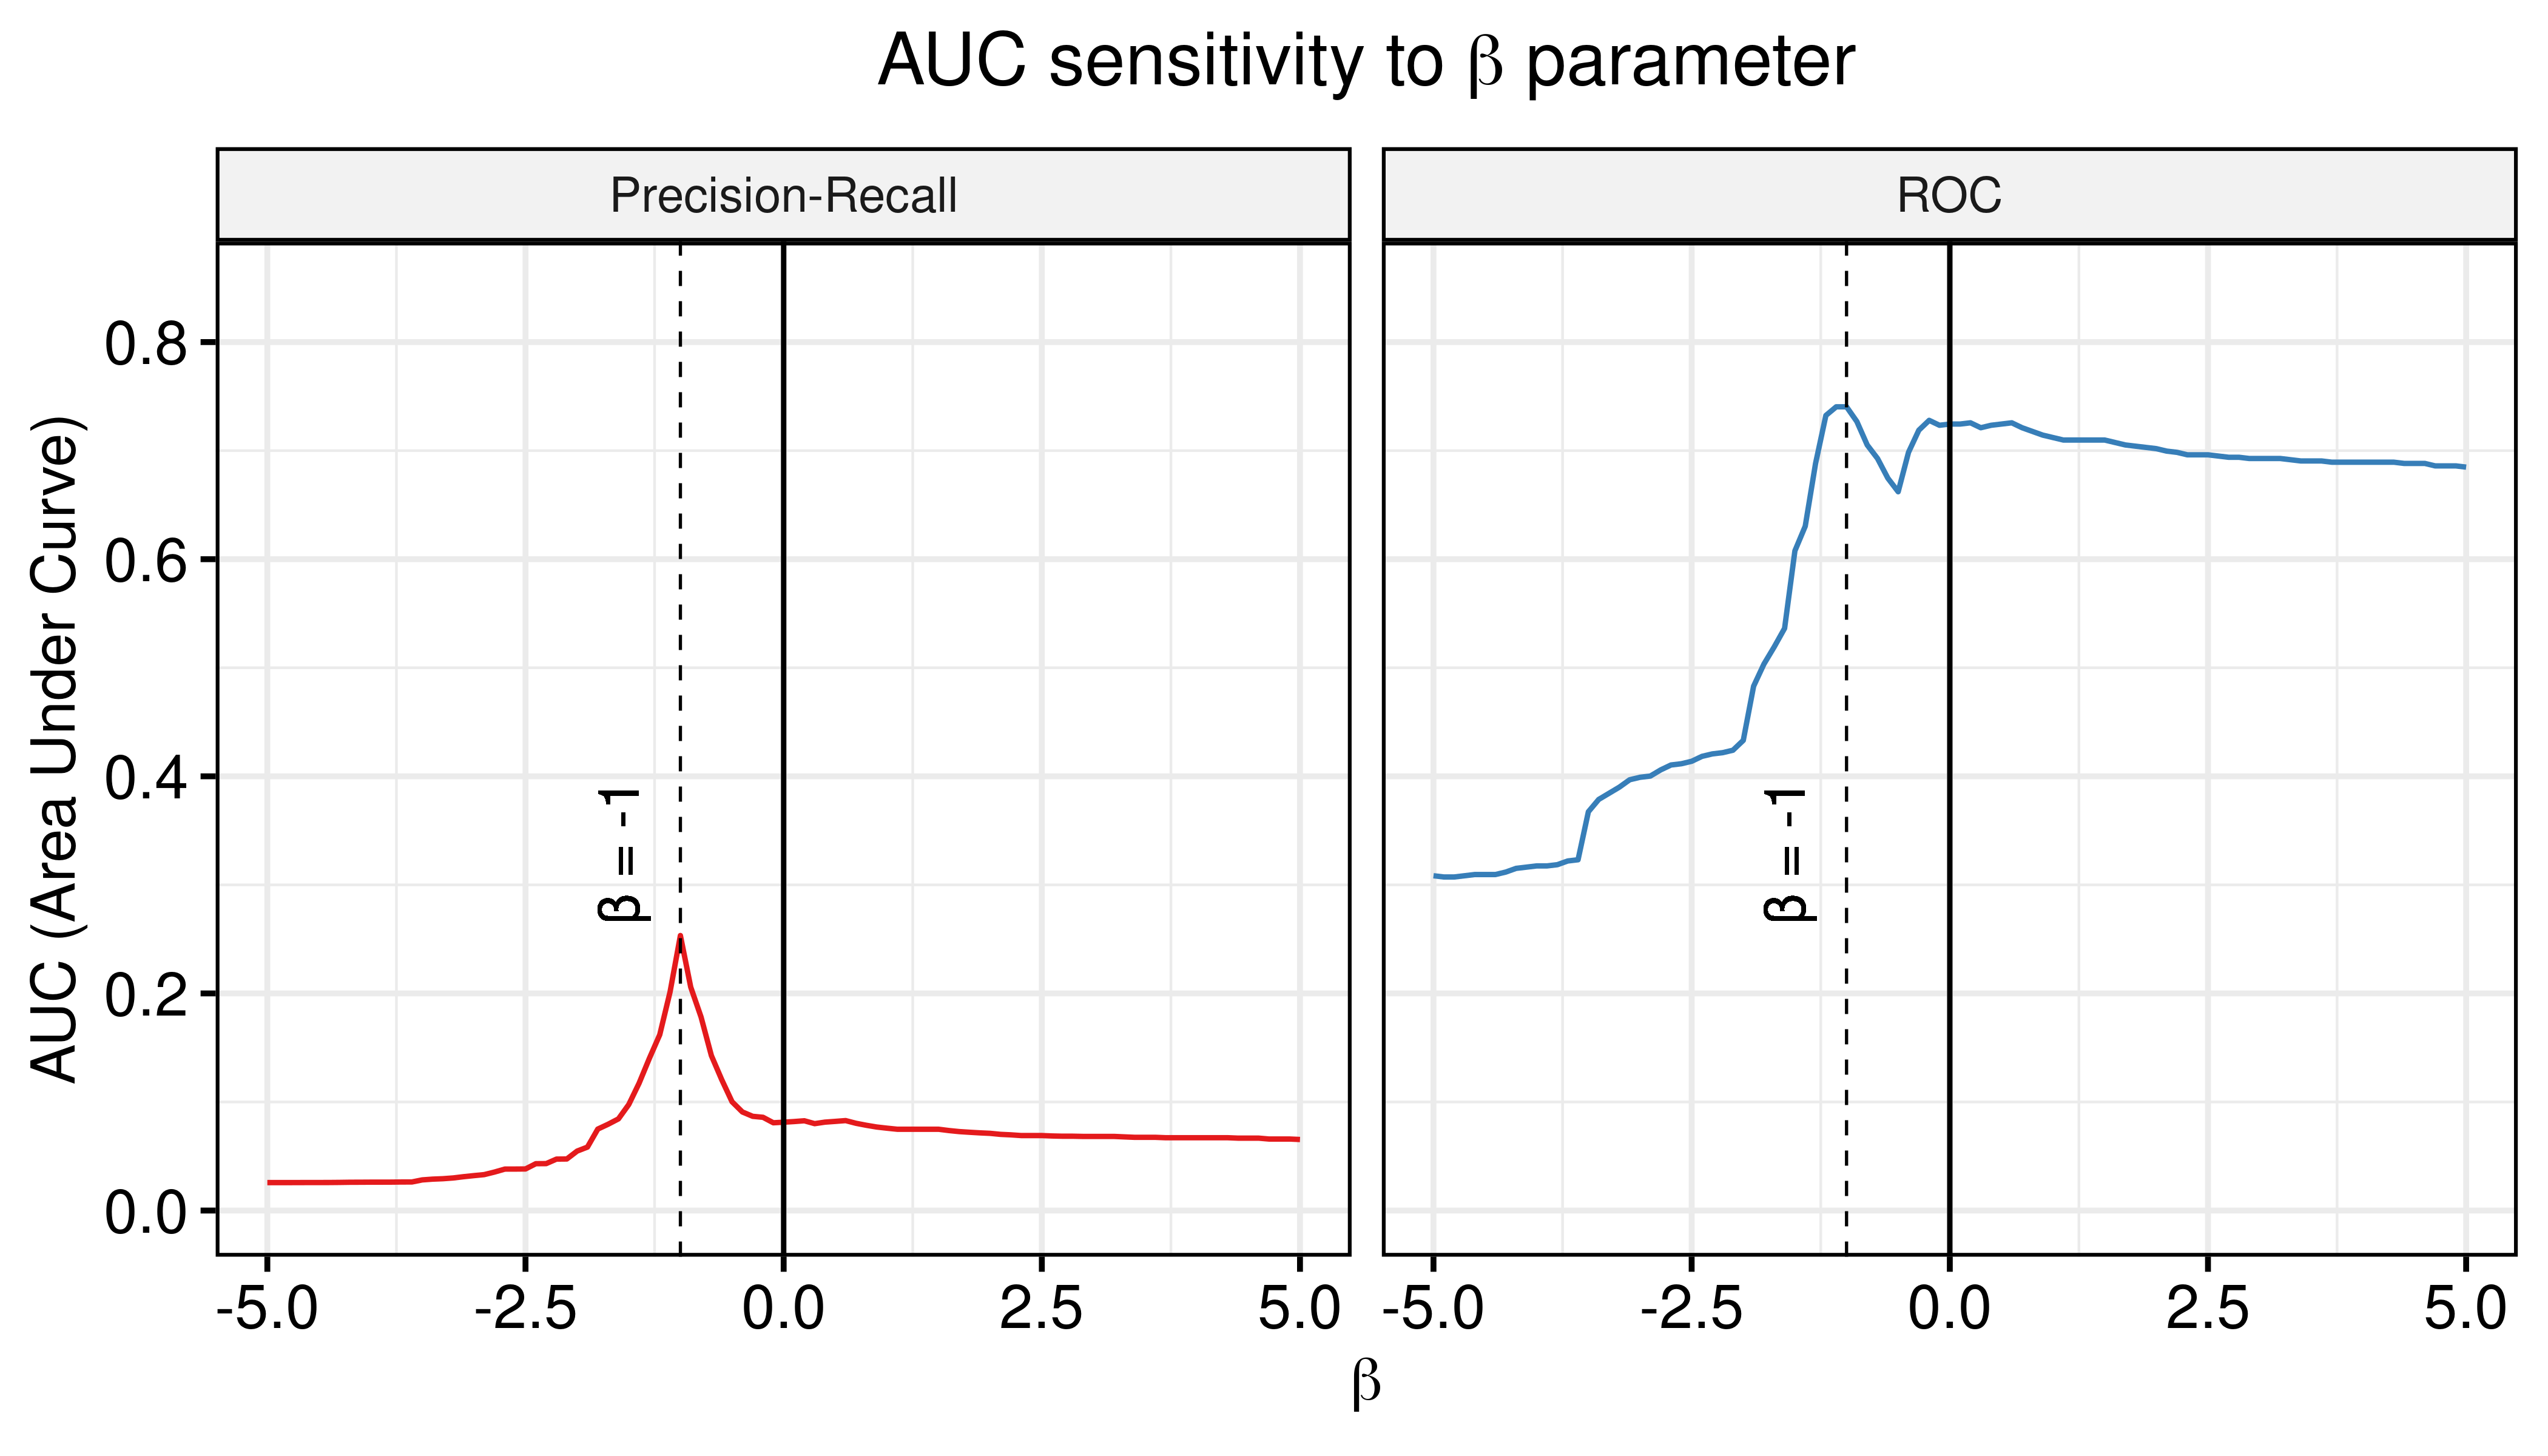 AUC sensitivity to β parameter
Precision-Recall
ROC
AUC (Area Under Curve)
0.8
0.6
0.4
0.2
0.0
β = -1
β = -1
-5.0 -2.5 0.0 2.5 5.0
-5.0 -2.5 0.0 2.5 5.0
β